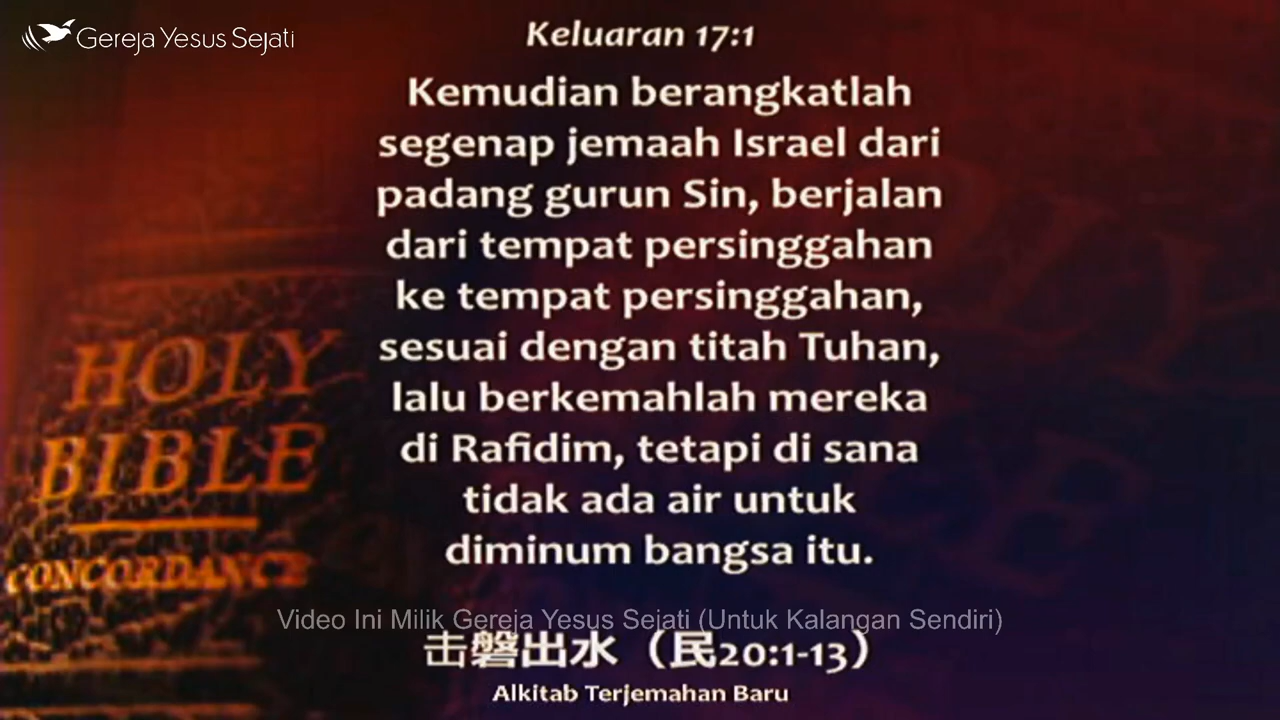 Gereja Yesus Sejati
Keluaran 17:1
Kemudian berangkatlah
segenap jemaah Israel dari
padang gurun Sin, berjalan
dari tempat persinggahan
ke tempat persinggahan,
sesuai dengan titah Tuhan,
lalu berkemahlah mereka
di Rafidim, tetapi di sana
tidak ada air untuk
diminum bangsa itu.
HOLY
BIBLE
CONCORDANCE
Video Ini Milik Gereja Yesus Sejati (Untuk Kalangan Sendiri)
击磐出水（民20:1-13）
Alkitab Terjemahan Baru